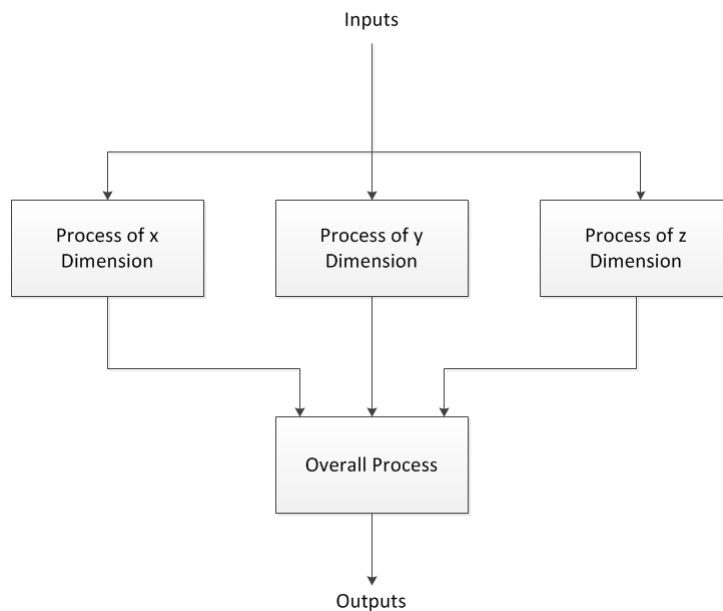 Inputs
Process of x
Dimension
Process of y
Dimension
Process of z
Dimension
Overall Process
Outputs